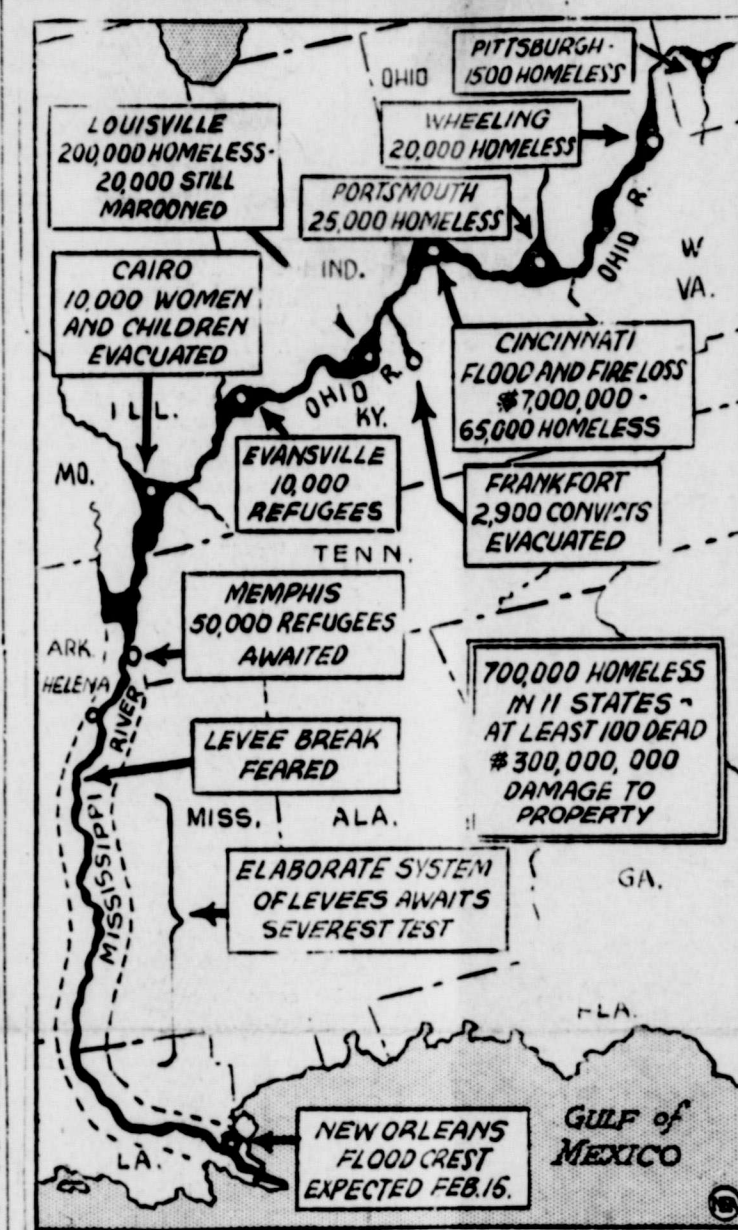 PITTSBURGH-
1500 HOMELESS
OHIO
LOUISVILLE
200,000 HOMELESS-
20,000 STILL
MAROONED
WHEELING
20,000 HOMELESS
PORTSMOUTH
25,000 HOMELESS
OHIO R.
W
VA.
IND.
CAIRO
10,000 WOMEN
AND CHILDREN
EVACUATED
CINCINNATI
FLOOD AND FIRE LOSS
$7,000,000-
65,000 HOMELESS
ILL.
OHIO R.
KY.
MO.
EVANSVILLE
10,000
REFUGEES
FRANKFORT
2,900 CONVICTS
EVACUATED
TENN.
MEMPHIS
50,000 REFUGEES
AWAITED
ARK.
HELENA
700,000 HOMELESS
IN 11 STATES -
AT LEAST 100 DEAD
$300,000,000
DAMAGE TO
PROPERTY
MISSISSIPPI RIVER
LEVEE BREAK
FEARED
MISS.
ALA.
ELABORATE SYSTEM
OF LEVEES AWAITS
SEVEREST TEST
GA.
FLA.
GULF of
MEXICO
NEW ORLEANS
FLOOD CREST
EXPECTED FEB.16.
LA.